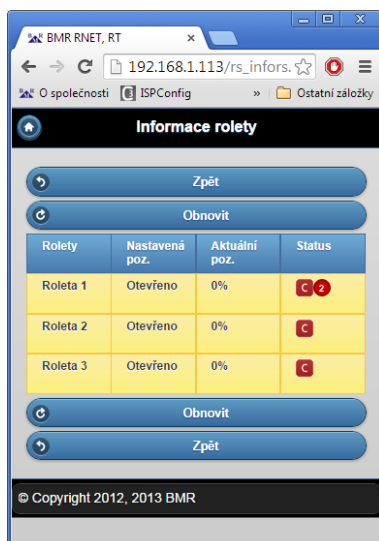 BMR RNET, RT
192.168.1.113/rs_infors.
O společnosti ISPConfig » Ostatní záložky
Informace rolety
Zpět
Obnovit
Rolety Nastavená poz. Aktuální poz. Status
Roleta 1 Otevřeno 0% C 2
Roleta 2 Otevřeno 0% C
Roleta 3 Otevřeno 0% C
Obnovit
Zpět
© Copyright 2012, 2013 BMR